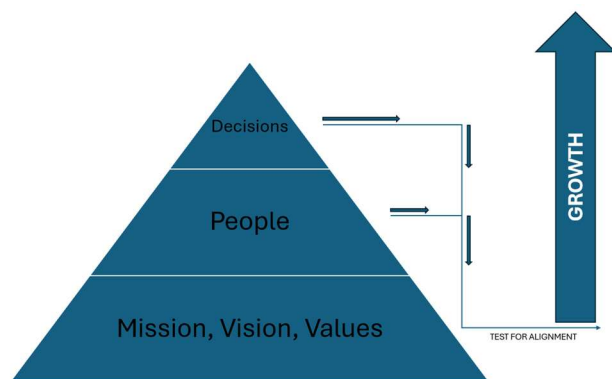 Decisions
People
Mission, Vision, Values
GROWTH
TEST FOR ALIGNMENT